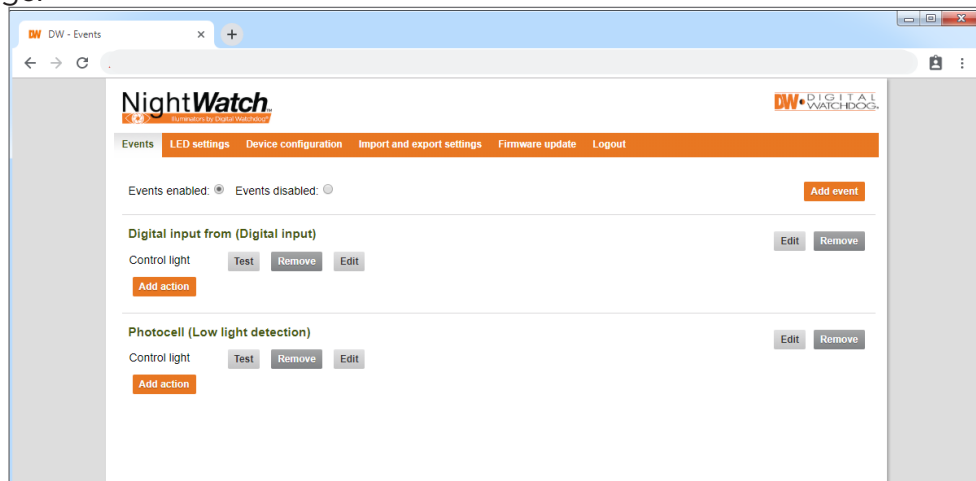 DW DW - Events
NightWatch™
Illuminators by Digital Watchdog®
DW DIGITAL
WATCHDOG®
Events LED settings Device configuration Import and export settings Firmware update Logout
Events enabled: Events disabled: Add event
Digital input from (Digital input) Edit Remove
Control light Test Remove Edit
Add action
Photocell (Low light detection) Edit Remove
Control light Test Remove Edit
Add action